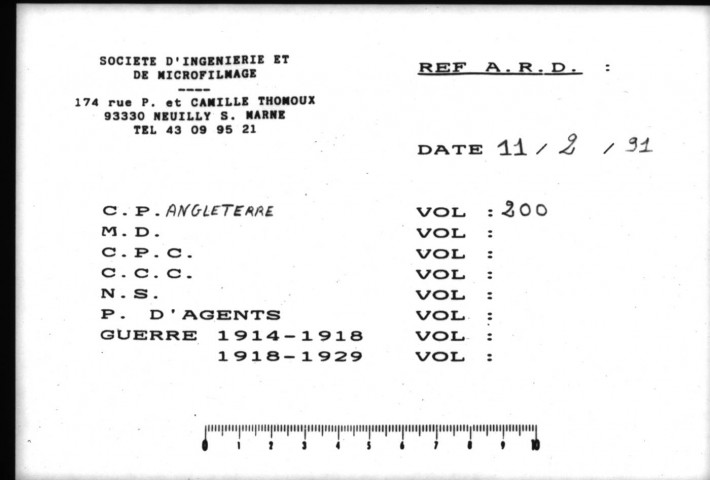 SOCIETE D'INGENIERIE ET
DE MICROFILMAGE
----
174 rue P. et CAMILLE THOMOUX
93330 NEUILLY S. MARNE
TEL 43 09 95 21
REF A.R.D. :
DATE 11 / 2 / 91
C.P. ANGLETERRE VOL : 200
M.D. VOL :
C.P.C. VOL :
C.C.C. VOL :
N.S. VOL :
P. D'AGENTS VOL :
GUERRE 1914-1918 VOL :
1918-1929 VOL :
0 1 2 3 4 5 6 7 8 9 10